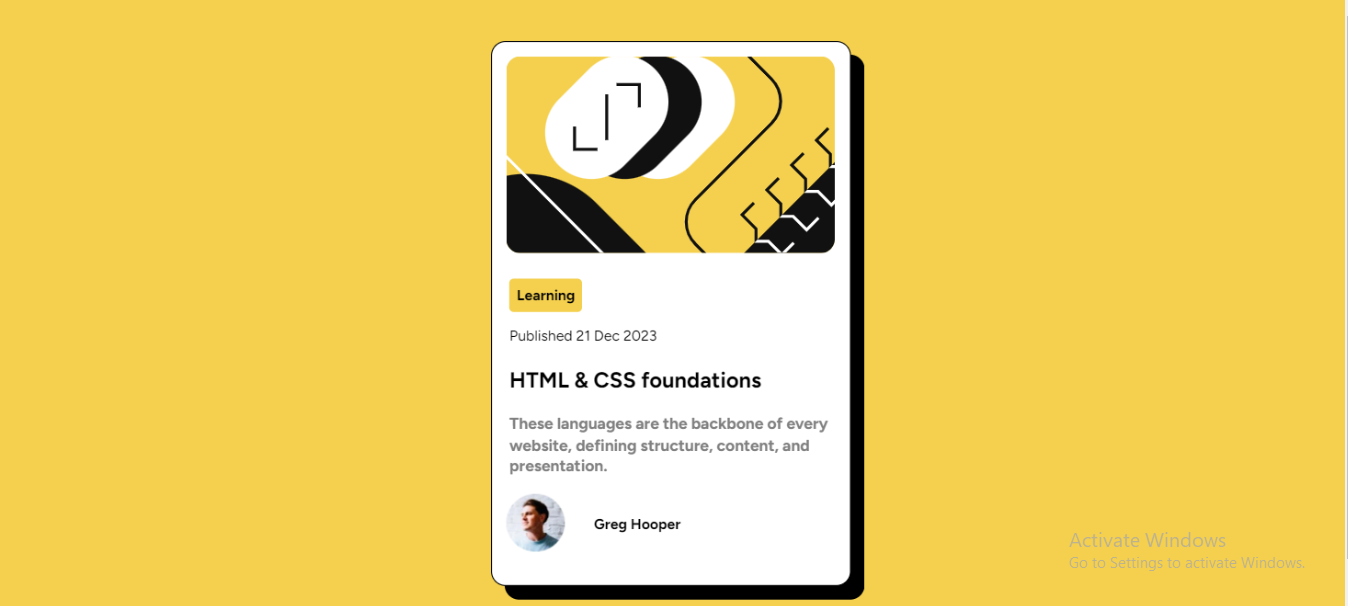 Learning
Published 21 Dec 2023
HTML & CSS foundations
These languages are the backbone of every
website, defining structure, content, and
presentation.
Greg Hooper
Activate Windows
Go to Settings to activate Windows.